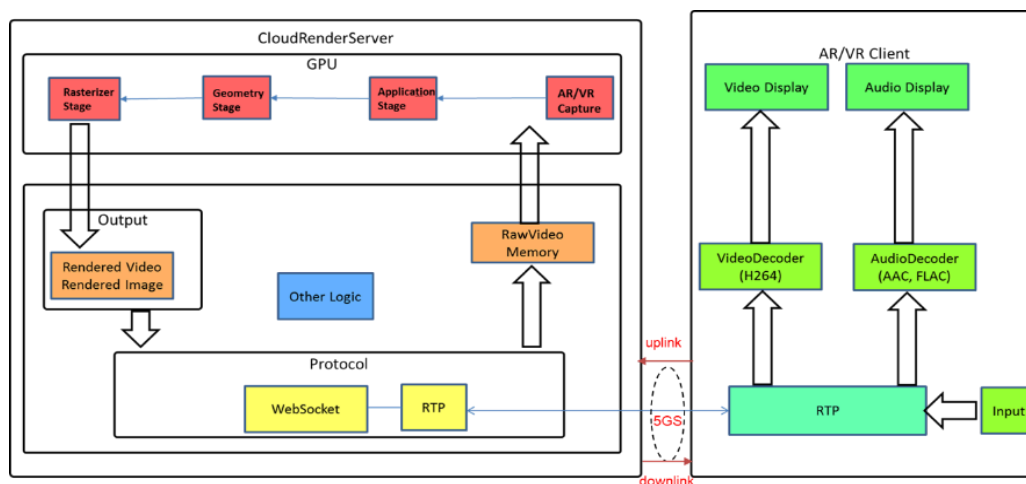 CloudRenderServer
GPU
Rasterizer
Stage
Geometry
Stage
Application
Stage
AR/VR
Capture
Output
Rendered Video
Rendered Image
RawVideo
Memory
Other Logic
Protocol
WebSocket
RTP
uplink
5GS
downlink
AR/VR Client
Video Display
Audio Display
VideoDecoder
(H264)
AudioDecoder
(AAC, FLAC)
RTP
Input